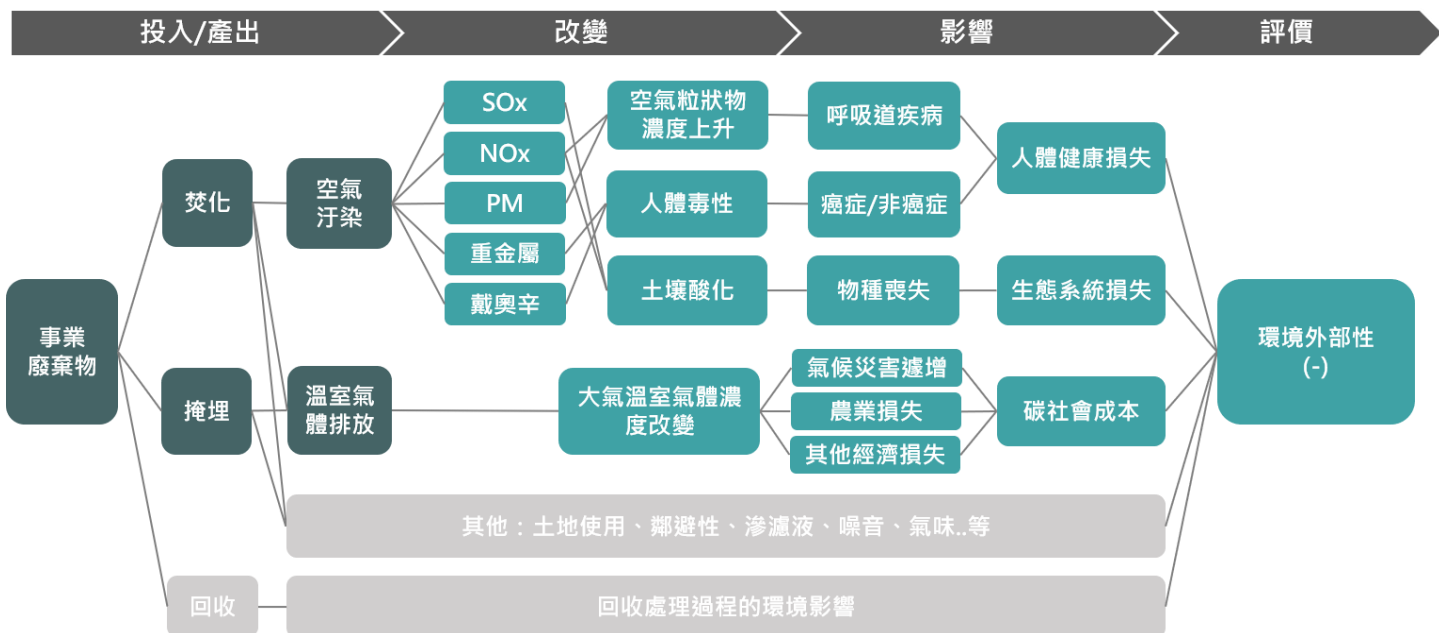 投入/產出
改變
影響
評價
事業
廢棄物
焚化
掩埋
回收
空氣
汙染
溫室氣
體排放
SOx
NOx
PM
重金屬
戴奧辛
空氣粒狀物
濃度上升
人體毒性
土壤酸化
大氣溫室氣體濃
度改變
呼吸道疾病
癌症/非癌症
物種喪失
氣候災害遽增
農業損失
其他經濟損失
人體健康損失
生態系統損失
碳社會成本
其他：土地使用、鄰避性、滲濾液、噪音、氣味..等
回收處理過程的環境影響
環境外部性
(-)